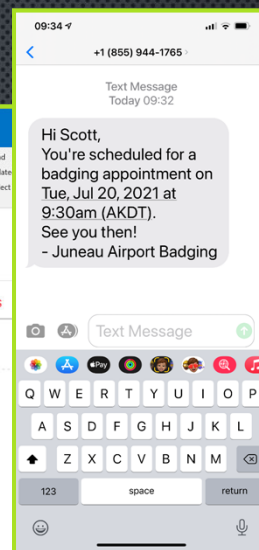 09:34
+1 (855) 944-1765
Text Message
Today 09:32
Hi Scott,
You're scheduled for a
badging appointment on
Tue, Jul 20, 2021 at
9:30am (AKDT).
See you then!
- Juneau Airport Badging
Text Message
Pay
Q W E R T Y U I O P
A S D F G H J K L
Z X C V B N M
123 space return